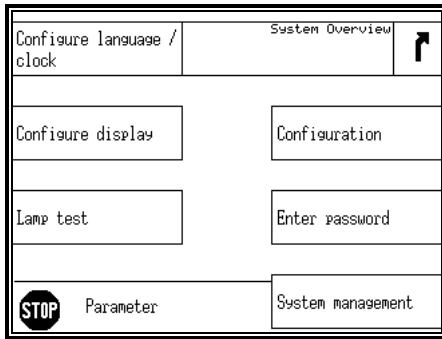 Configure language /
clock
System Overview
Configure display
Configuration
Lamp test
Enter password
STOP
Parameter
System management